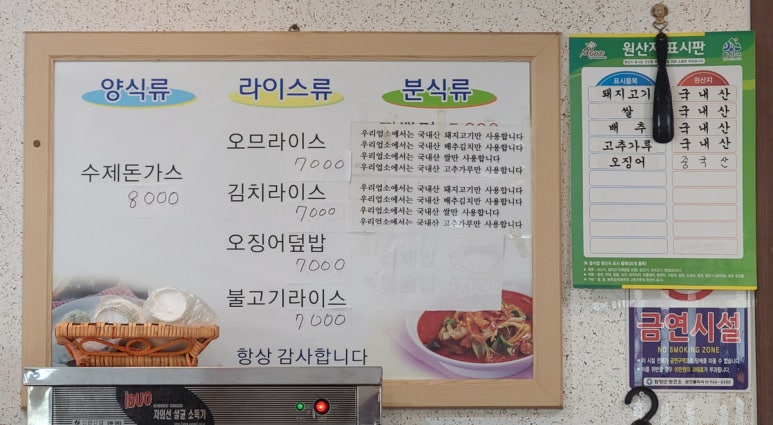 양식류
라이스류
분식류
수제돈가스
8000
오므라이스
7000
김치라이스
7000
오징어덮밥
7000
불고기라이스
7000
항상 감사합니다
우리업소에서는 국내산 돼지고기만 사용합니다
우리업소에서는 국내산 배추김치만 사용합니다
우리업소에서는 국내산 쌀만 사용합니다
우리업소에서는 국내산 고추가루만 사용합니다
우리업소에서는 국내산 돼지고기만 사용합니다
우리업소에서는 국내산 배추김치만 사용합니다
우리업소에서는 국내산 쌀만 사용합니다
우리업소에서는 국내산 고추가루만 사용합니다
원산지 표시판
표시품목 원산지
돼지고기 국내산
쌀 국내산
배추 국내산
고추가루 국내산
오징어 중국산
금연시설
NO SMOKING ZONE
DUO
자외선 살균 소독기